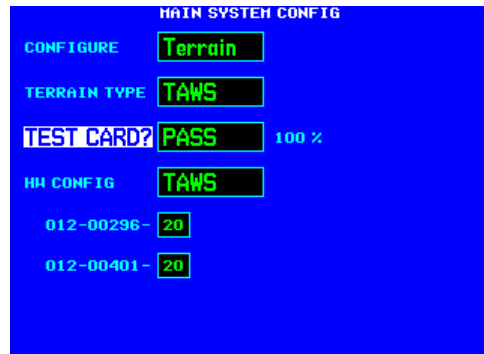 MAIN SYSTEM CONFIG
CONFIGURE Terrain
TERRAIN TYPE TAWS
TEST CARD? PASS 100 %
HW CONFIG TAWS
012-00296- 20
012-00401- 20